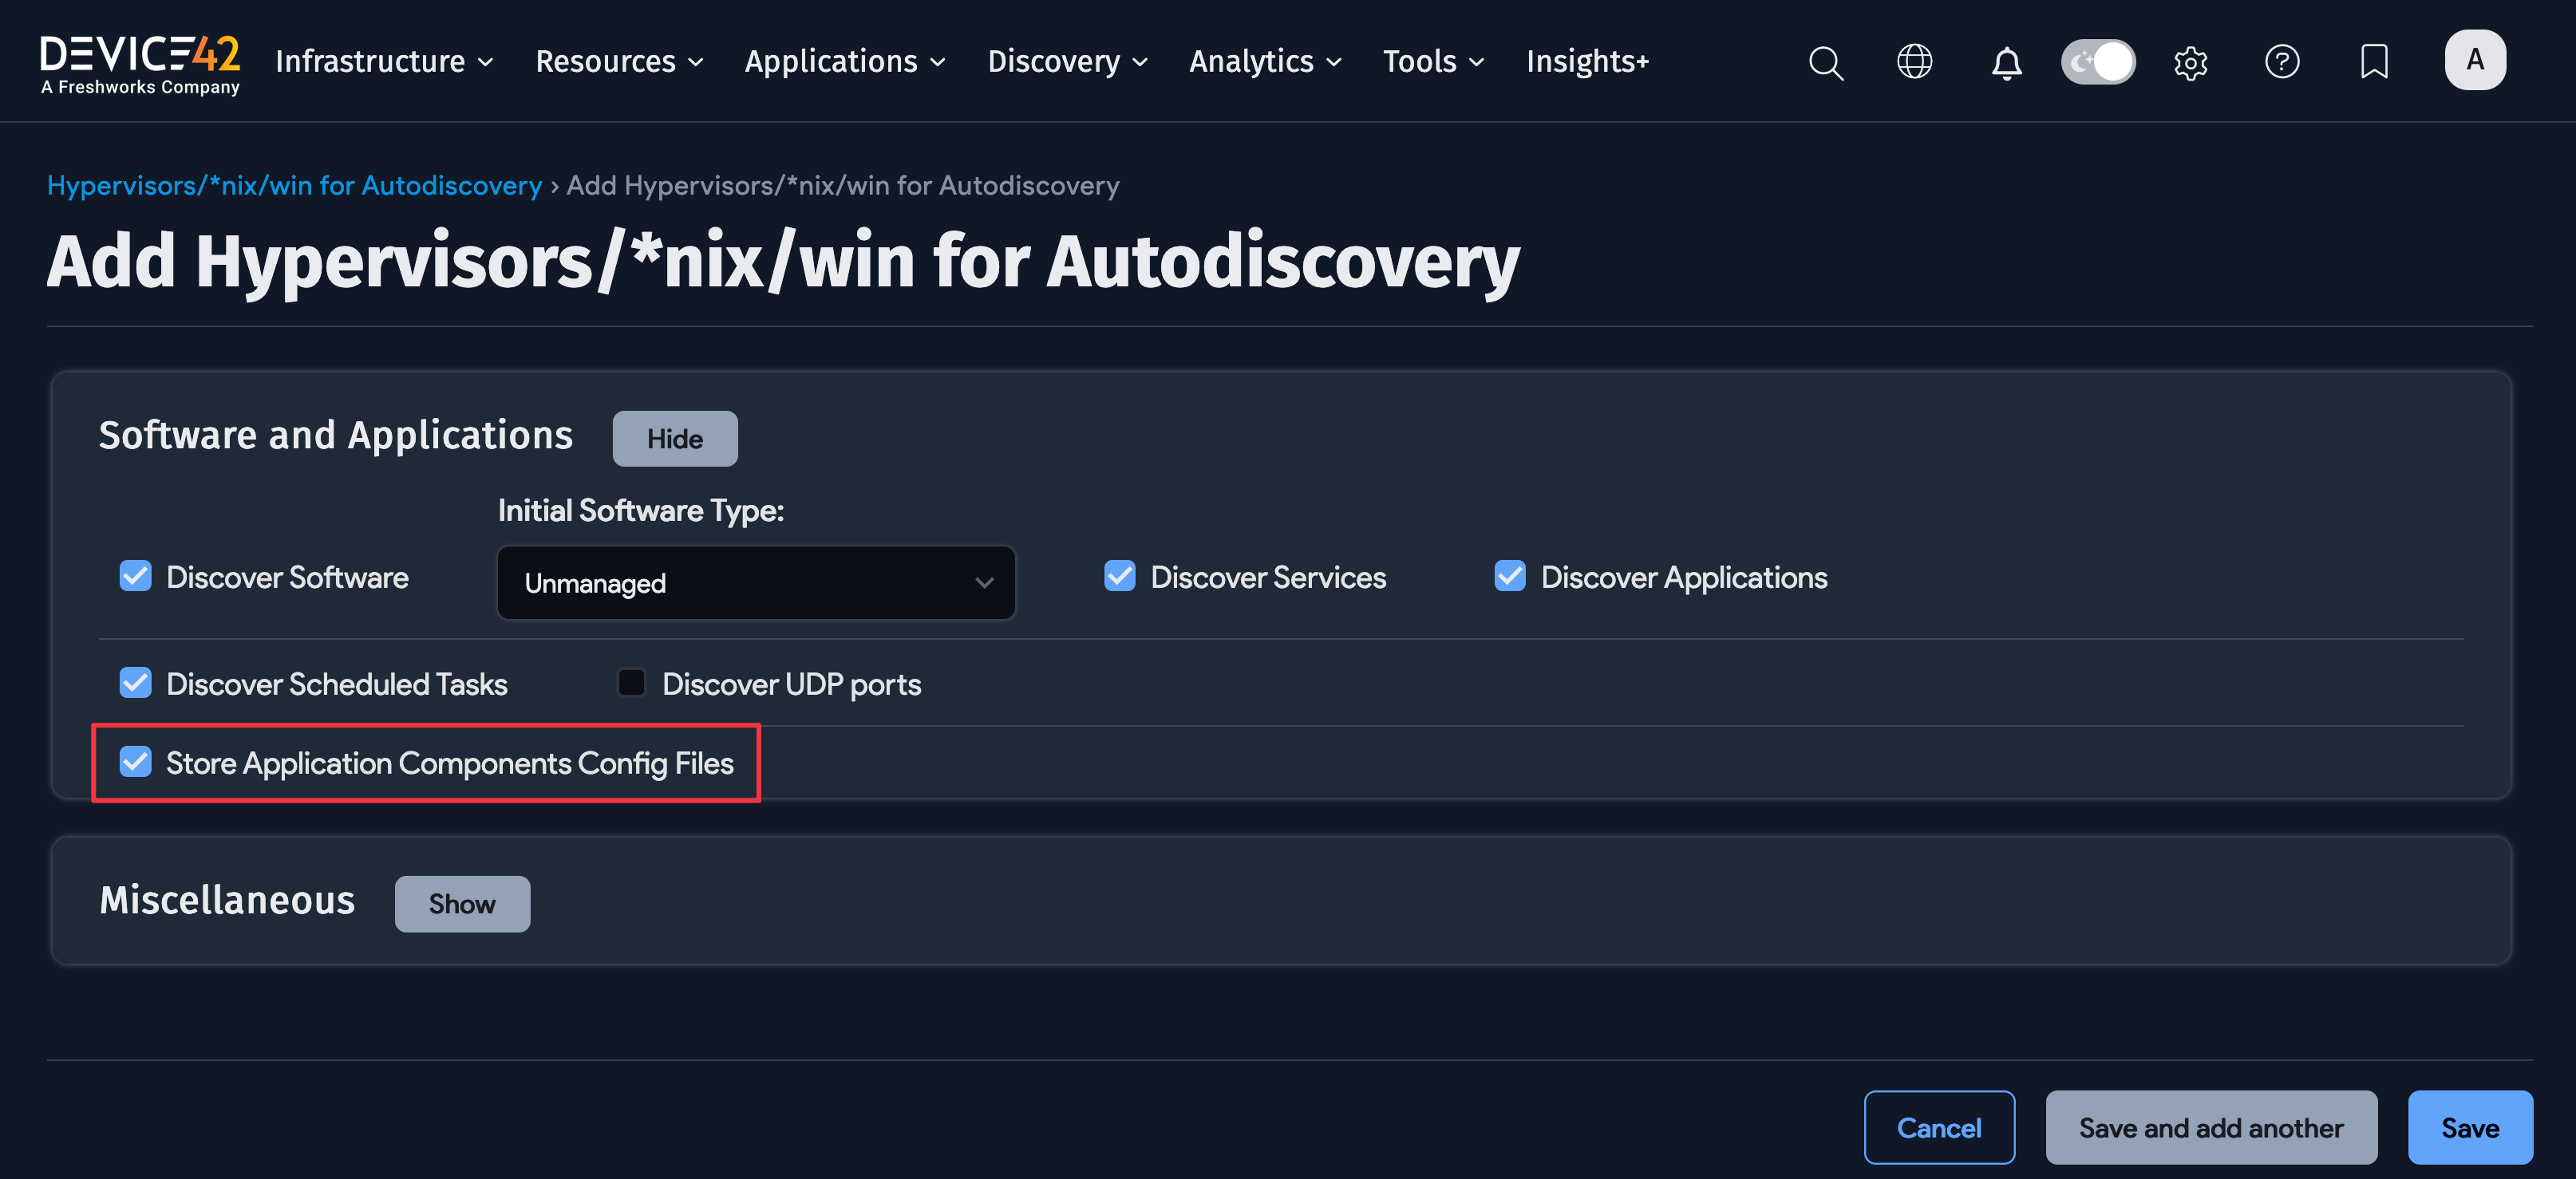 DEVICE42
A Freshworks Company
Infrastructure Resources Applications Discovery Analytics Tools Insights+ A
Hypervisors/*nix/win for Autodiscovery › Add Hypervisors/*nix/win for Autodiscovery
Add Hypervisors/*nix/win for Autodiscovery
Software and Applications Hide
Initial Software Type:
Discover Software Unmanaged Discover Services Discover Applications
Discover Scheduled Tasks Discover UDP ports
Store Application Components Config Files
Miscellaneous Show
Cancel Save and add another Save